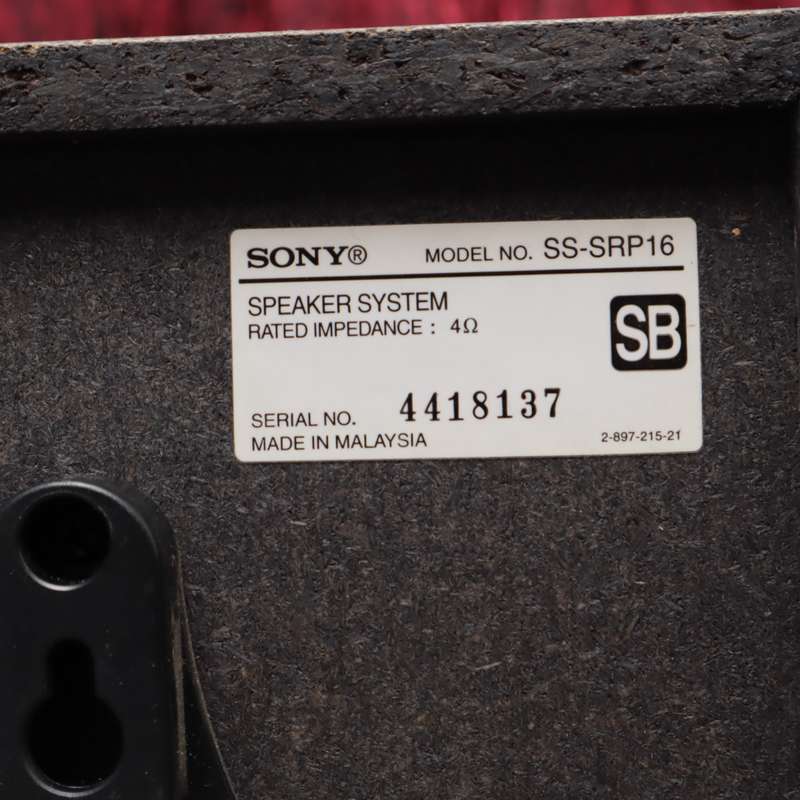 SONY® MODEL NO. SS-SRP16
SPEAKER SYSTEM
RATED IMPEDANCE : 4Ω
SB
SERIAL NO. 4418137
MADE IN MALAYSIA 2-897-215-21